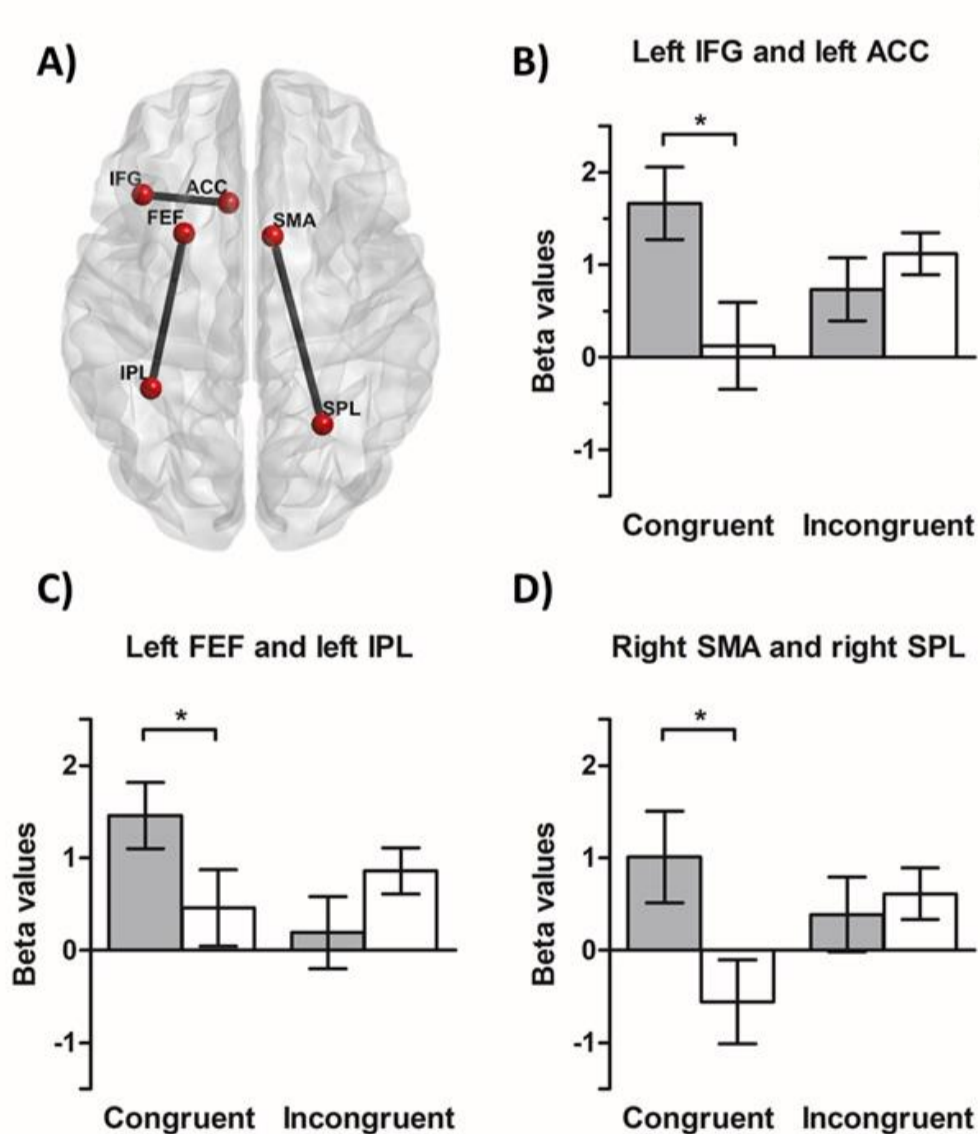 A)
IFG
ACC
FEF
SMA
IPL
SPL
B)
Left IFG and left ACC
*
2
1
0
-1
Beta values
Congruent
Incongruent
C)
Left FEF and left IPL
*
2
1
0
-1
Beta values
Congruent
Incongruent
D)
Right SMA and right SPL
*
2
1
0
-1
Beta values
Congruent
Incongruent